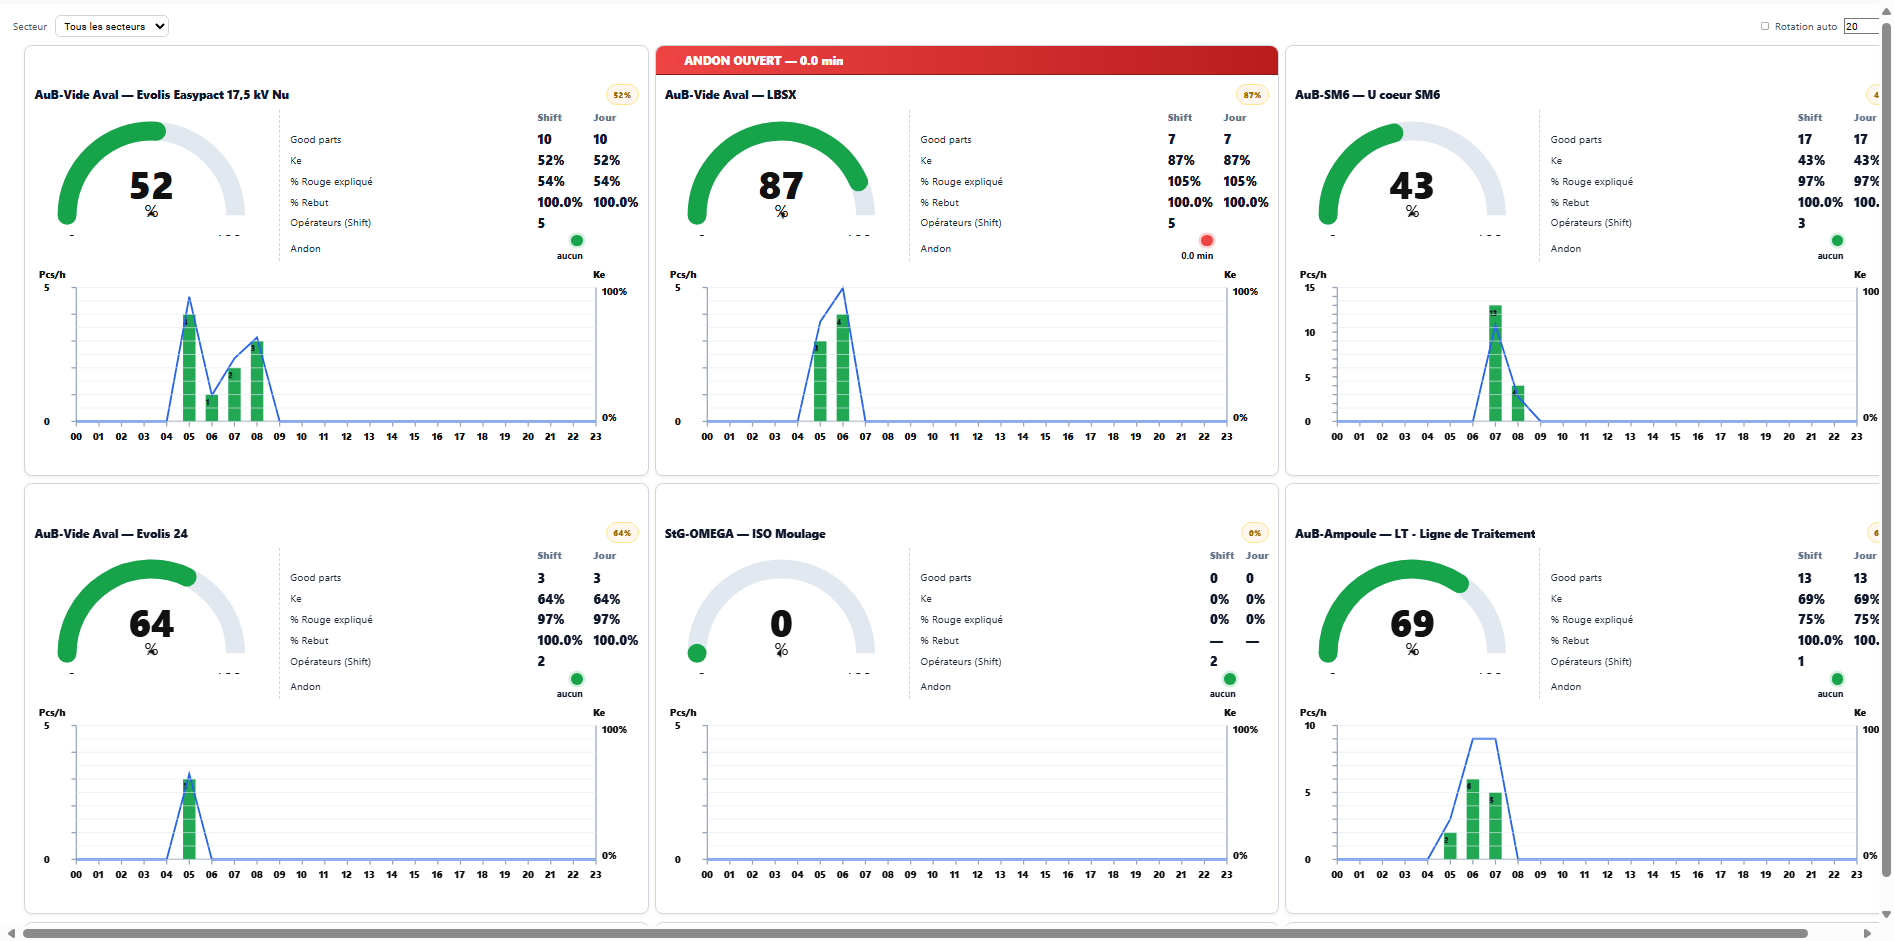 Secteur Tous les secteurs Rotation auto 20
ANDON OUVERT — 0.0 min
AuB-Vide Aval — Evolis Easypact 17,5 kV Nu 52%
52
%
Shift Jour
Good parts 10 10
Ke 52% 52%
% Rouge expliqué 54% 54%
% Rebut 100.0% 100.0%
Opérateurs (Shift) 5
Andon aucun
Pcs/h Ke
5 100%
4 1 2 3
0 0%
00 01 02 03 04 05 06 07 08 09 10 11 12 13 14 15 16 17 18 19 20 21 22 23
AuB-Vide Aval — LBSX 87%
87
%
Shift Jour
Good parts 7 7
Ke 87% 87%
% Rouge expliqué 105% 105%
% Rebut 100.0% 100.0%
Opérateurs (Shift) 5
Andon 0.0 min
Pcs/h Ke
5 100%
3 4
0 0%
00 01 02 03 04 05 06 07 08 09 10 11 12 13 14 15 16 17 18 19 20 21 22 23
AuB-SM6 — U coeur SM6 4
43
%
Shift Jour
Good parts 17 17
Ke 43% 43%
% Rouge expliqué 97% 97%
% Rebut 100.0% 100.
Opérateurs (Shift) 3
Andon aucun
Pcs/h Ke
15 100
13
10
5
4
0 0%
00 01 02 03 04 05 06 07 08 09 10 11 12 13 14 15 16 17 18 19 20 21 22 23
AuB-Vide Aval — Evolis 24 64%
64
%
Shift Jour
Good parts 3 3
Ke 64% 64%
% Rouge expliqué 97% 97%
% Rebut 100.0% 100.0%
Opérateurs (Shift) 2
Andon aucun
Pcs/h Ke
5 100%
3
0 0%
00 01 02 03 04 05 06 07 08 09 10 11 12 13 14 15 16 17 18 19 20 21 22 23
StG-OMEGA — ISO Moulage 0%
0
%
Shift Jour
Good parts 0 0
Ke 0% 0%
% Rouge expliqué 0% 0%
% Rebut — —
Opérateurs (Shift) 2
Andon aucun
Pcs/h Ke
5 100%
0 0%
00 01 02 03 04 05 06 07 08 09 10 11 12 13 14 15 16 17 18 19 20 21 22 23
AuB-Ampoule — LT - Ligne de Traitement 6
69
%
Shift Jour
Good parts 13 13
Ke 69% 69%
% Rouge expliqué 75% 75%
% Rebut 100.0% 100.
Opérateurs (Shift) 1
Andon aucun
Pcs/h Ke
10 100
6
5
5
2
0 0%
00 01 02 03 04 05 06 07 08 09 10 11 12 13 14 15 16 17 18 19 20 21 22 23